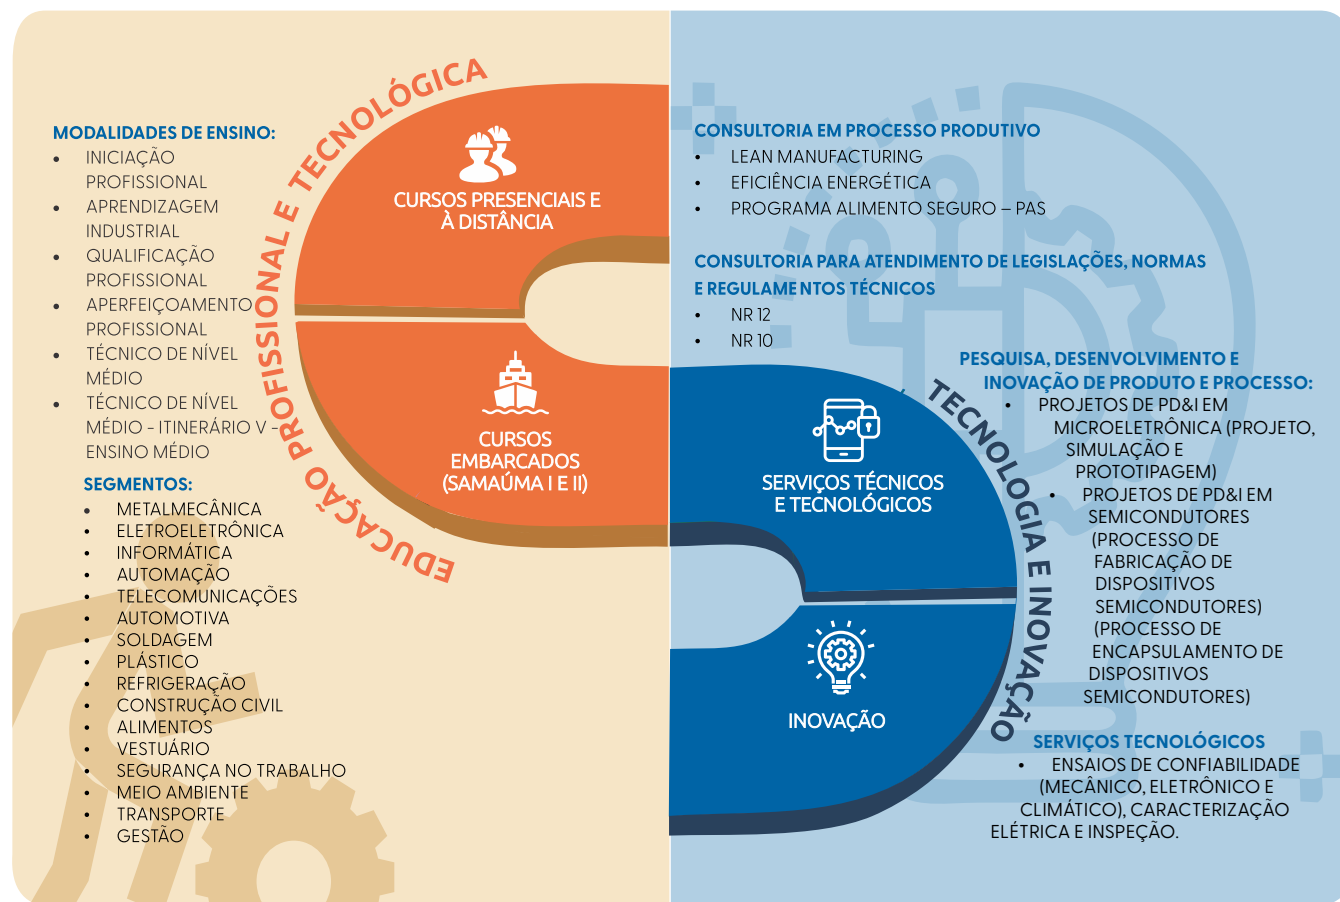 EDUCAÇÃO PROFISSIONAL E TECNOLÓGICA
MODALIDADES DE ENSINO:
• INICIAÇÃO
PROFISSIONAL
• APRENDIZAGEM
INDUSTRIAL
• QUALIFICAÇÃO
PROFISSIONAL
• APERFEIÇOAMENTO
PROFISSIONAL
• TÉCNICO DE NÍVEL
MÉDIO
• TÉCNICO DE NÍVEL
MÉDIO - ITINERÁRIO V -
ENSINO MÉDIO
SEGMENTOS:
• METALMECÂNICA
• ELETROELETRÔNICA
• INFORMÁTICA
• AUTOMAÇÃO
• TELECOMUNICAÇÕES
• AUTOMOTIVA
• SOLDAGEM
• PLÁSTICO
• REFRIGERAÇÃO
• CONSTRUÇÃO CIVIL
• ALIMENTOS
• VESTUÁRIO
• SEGURANÇA NO TRABALHO
• MEIO AMBIENTE
• TRANSPORTE
• GESTÃO
CURSOS PRESENCIAIS E
À DISTÂNCIA
CURSOS
EMBARCADOS
(SAMAÚMA I E II)
CONSULTORIA EM PROCESSO PRODUTIVO
• LEAN MANUFACTURING
• EFICIÊNCIA ENERGÉTICA
• PROGRAMA ALIMENTO SEGURO – PAS
CONSULTORIA PARA ATENDIMENTO DE LEGISLAÇÕES, NORMAS
E REGULAMENTOS TÉCNICOS
• NR 12
• NR 10
SERVIÇOS TÉCNICOS
E TECNOLÓGICOS
INOVAÇÃO
TECNOLOGIA E INOVAÇÃO
PESQUISA, DESENVOLVIMENTO E
INOVAÇÃO DE PRODUTO E PROCESSO:
• PROJETOS DE PD&I EM
MICROELETRÔNICA (PROJETO,
SIMULAÇÃO E
PROTOTIPAGEM)
• PROJETOS DE PD&I EM
SEMICONDUTORES
(PROCESSO DE
FABRICAÇÃO DE
DISPOSITIVOS
SEMICONDUTORES)
(PROCESSO DE
ENCAPSULAMENTO DE
DISPOSITIVOS
SEMICONDUTORES)
SERVIÇOS TECNOLÓGICOS
• ENSAIOS DE CONFIABILIDADE
(MECÂNICO, ELETRÔNICO E
CLIMÁTICO), CARACTERIZAÇÃO
ELÉTRICA E INSPEÇÃO.